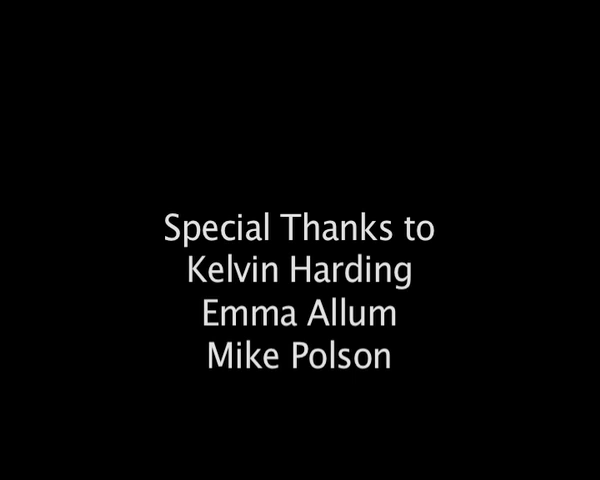 Special Thanks to
Kelvin Harding
Emma Allum
Mike Polson